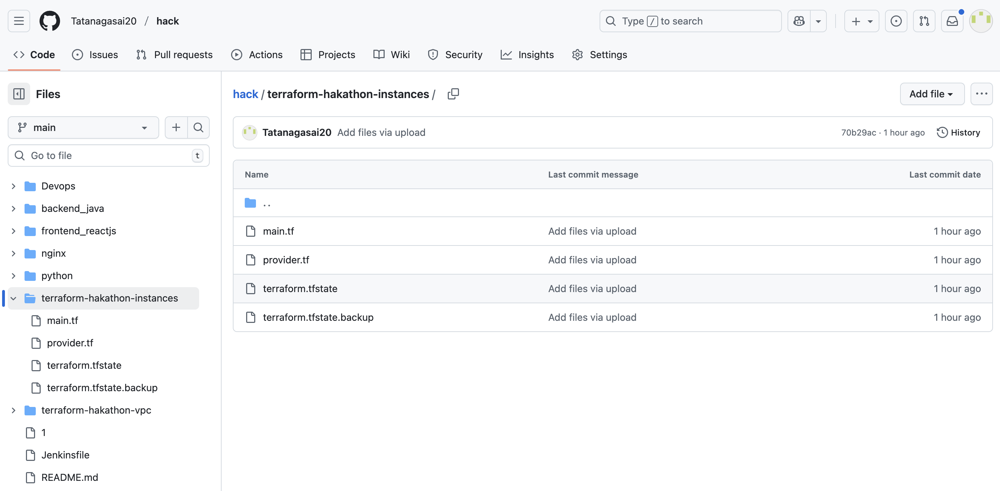 Tatanagasai20 / hack
Type / to search
Code Issues Pull requests Actions Projects Wiki Security Insights Settings
Files
main
Go to file t
Devops
backend_java
frontend_reactjs
nginx
python
terraform-hakathon-instances
main.tf
provider.tf
terraform.tfstate
terraform.tfstate.backup
terraform-hakathon-vpc
1
Jenkinsfile
README.md
hack / terraform-hakathon-instances /
Add file
Tatanagasai20 Add files via upload 70b29ac · 1 hour ago History
Name Last commit message Last commit date
..
main.tf Add files via upload 1 hour ago
provider.tf Add files via upload 1 hour ago
terraform.tfstate Add files via upload 1 hour ago
terraform.tfstate.backup Add files via upload 1 hour ago